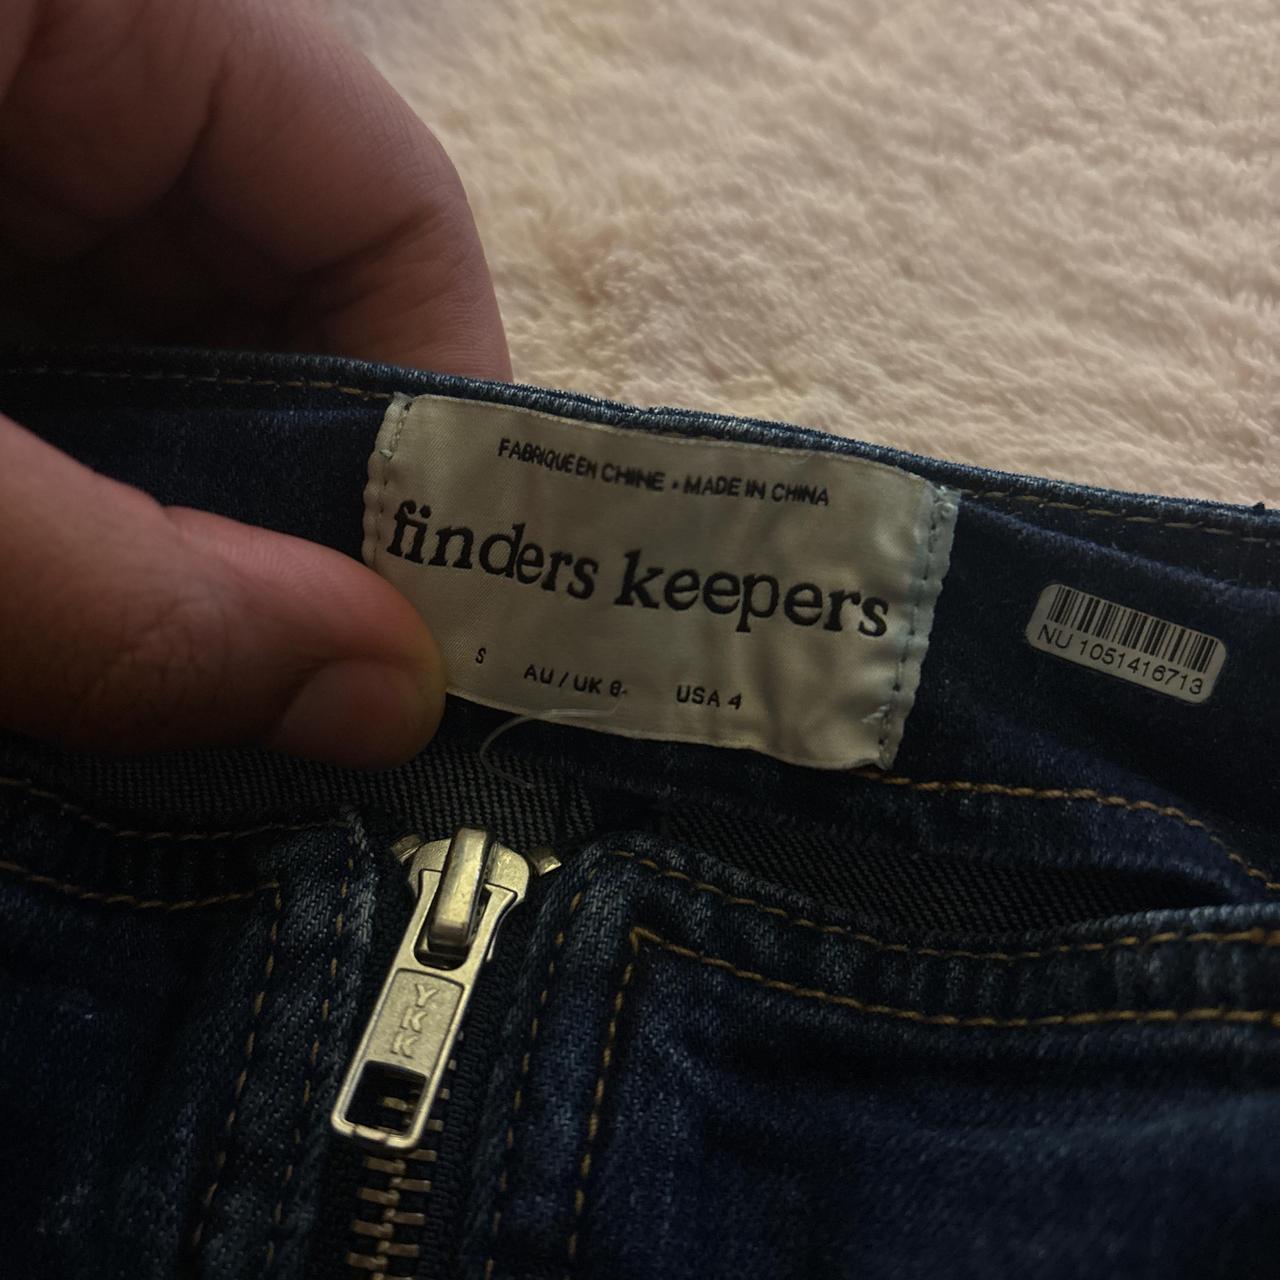 FABRIQUE EN CHINE • MADE IN CHINA
finders keepers
S AU / UK 8 USA 4
NU 1051416713
YKK